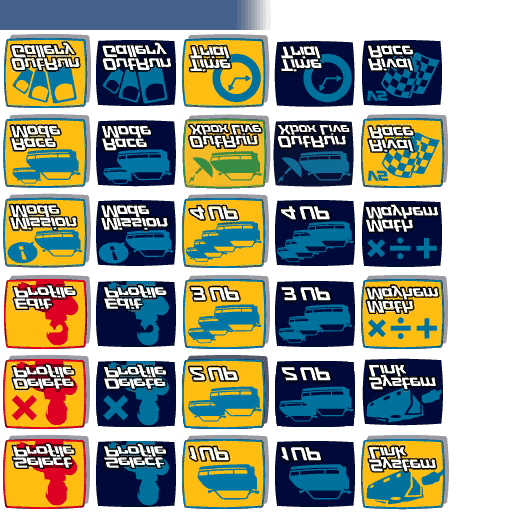 Select
Profile
Select
Profile
1 UP
1 UP
System
Link
Delete
Profile
Delete
Profile
2 UP
2 UP
System
Link
Edit
Profile
Edit
Profile
3 UP
3 UP
Math
Mayhem
Mission
Mode
Mission
Mode
4 UP
4 UP
Math
Mayhem
Race
Mode
Race
Mode
OutRun
Xbox Live
OutRun
Xbox Live
VS
Rival
Race
OutRun
Gallery
OutRun
Gallery
Time
Trial
Time
Trial
VS
Rival
Race